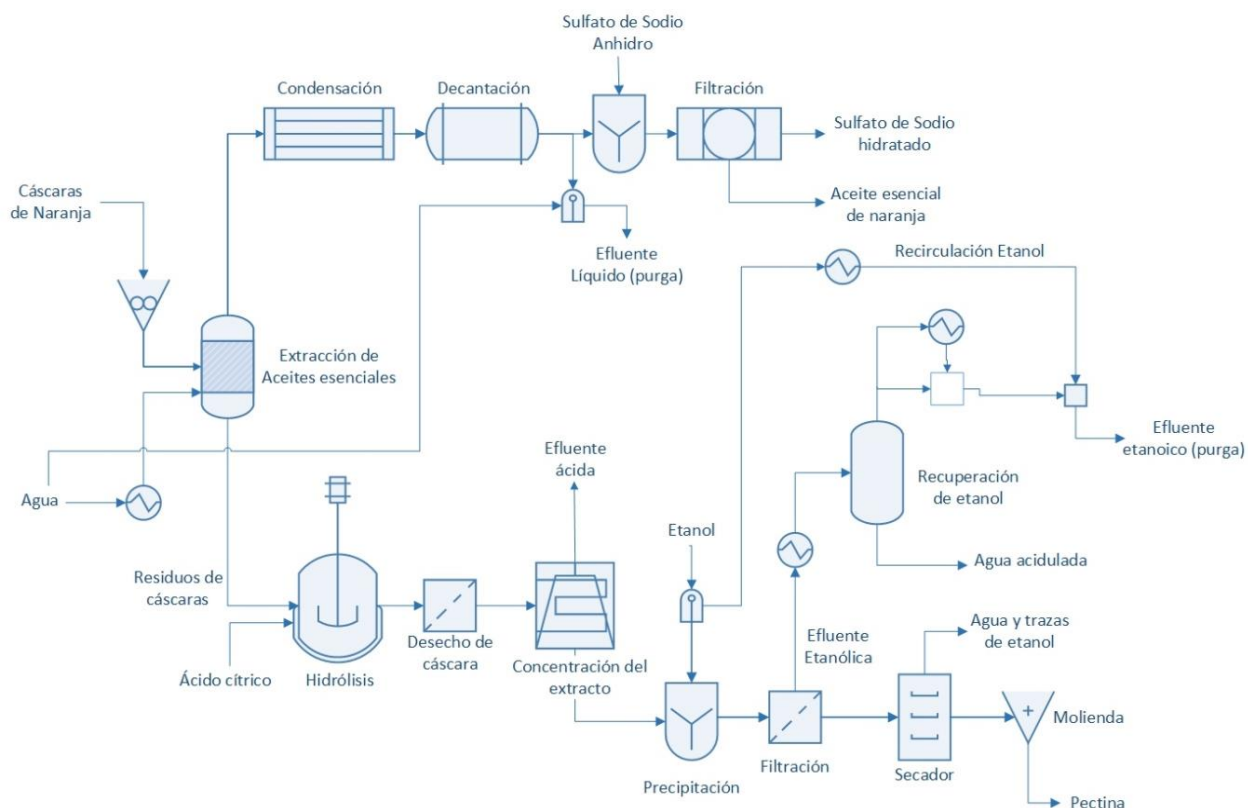 Sulfato de Sodio
Anhidro
Condensación
Decantación
Filtración
Sulfato de Sodio
hidratado
Cáscaras
de Naranja
Aceite esencial
de naranja
Efluente
Líquido (purga)
Recirculación Etanol
Extracción de
Aceites esenciales
Efluente
etanoico (purga)
Efluente
ácida
Recuperación
de etanol
Agua
Etanol
Agua acidulada
Residuos de
cáscaras
Desecho de
cáscara
Efluente
Etanólica
Agua y trazas
de etanol
Ácido cítrico
Hidrólisis
Concentración del
extracto
Molienda
Precipitación
Filtración
Secador
Pectina